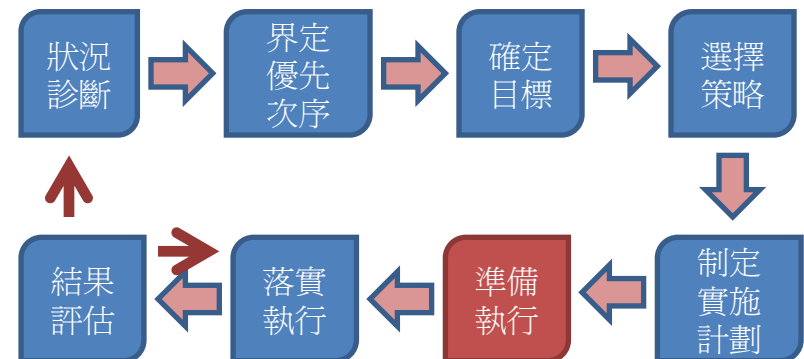 狀況
診斷
界定
優先
次序
確定
目標
選擇
策略
結果
評估
落實
執行
準備
執行
制定
實施
計劃